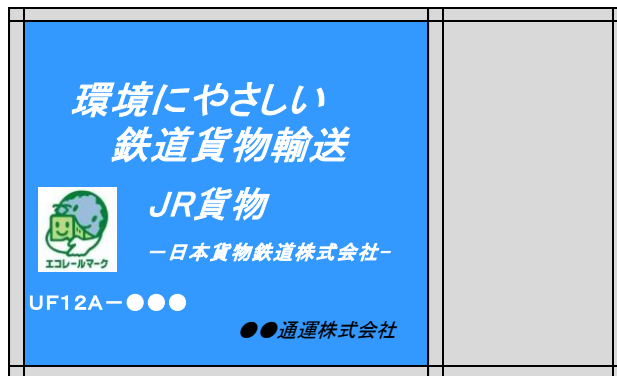 環境にやさしい
鉄道貨物輸送
JR貨物
エコレールマーク
－日本貨物鉄道株式会社－
UF12A－●●●
●●通運株式会社